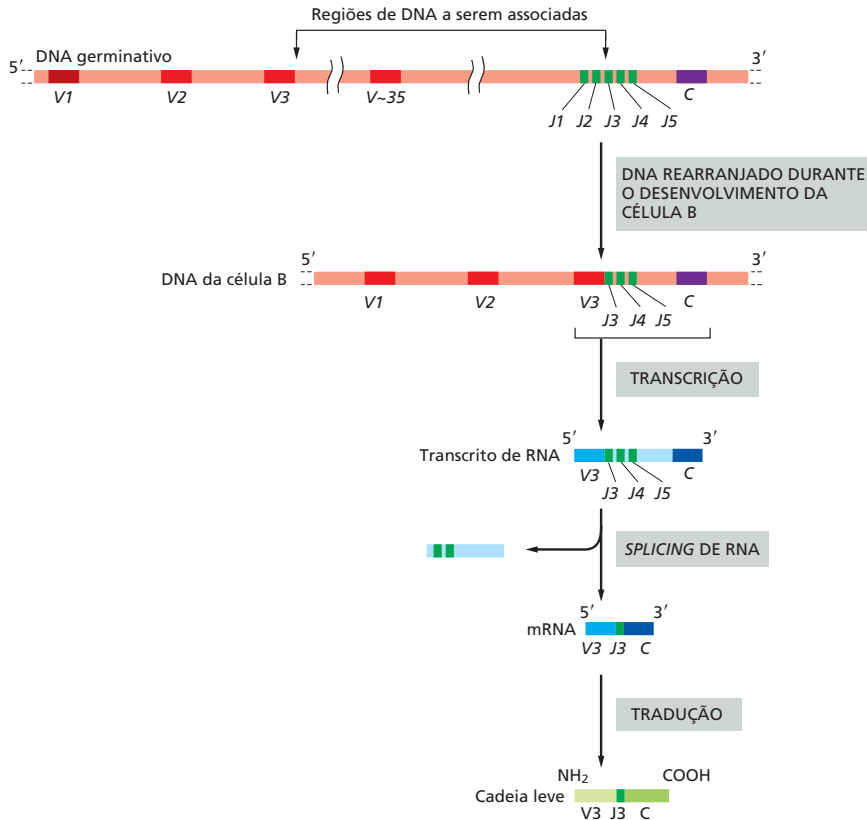 Regiões de DNA a serem associadas
DNA germinativo
5′
3′
V1
V2
V3
V~35
J1
J2
J3
J4
J5
C
DNA REARRANJADO DURANTE
O DESENVOLVIMENTO DA
CÉLULA B
5′
3′
DNA da célula B
V1
V2
V3
J3
J4
J5
C
TRANSCRIÇÃO
5′
3′
Transcrito de RNA
V3
J3
J4
J5
C
SPLICING DE RNA
5′
3′
mRNA
V3 J3 C
TRADUÇÃO
NH₂
COOH
Cadeia leve
V3 J3 C